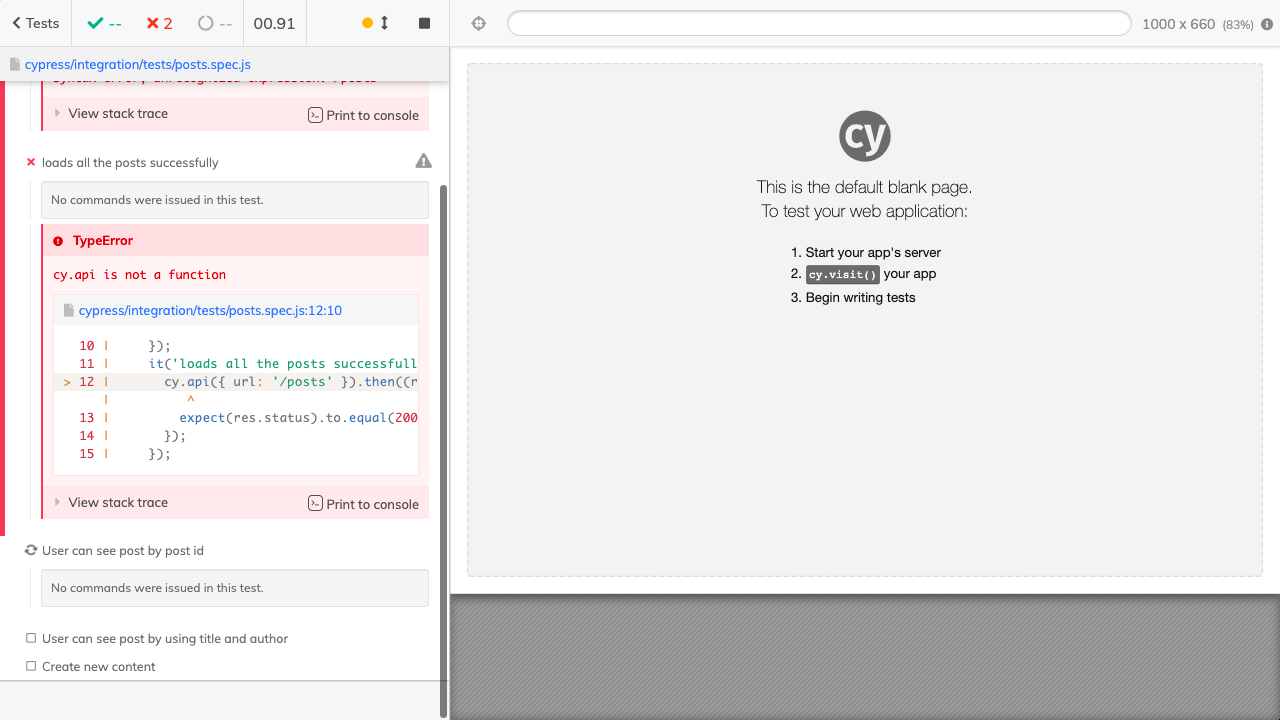 Tests
--
2
--
00.91
1000 x 660 (83%)
cypress/integration/tests/posts.spec.js
Syntax error, unrecognized expression: /posts
View stack trace
Print to console
loads all the posts successfully
No commands were issued in this test.
TypeError
cy.api is not a function
cypress/integration/tests/posts.spec.js:12:10
10 | });
11 | it('loads all the posts successfull
> 12 | cy.api({ url: '/posts' }).then((r
| ^
13 | expect(res.status).to.equal(200
14 | });
15 | });
View stack trace
Print to console
User can see post by post id
No commands were issued in this test.
User can see post by using title and author
Create new content
cy
This is the default blank page.
To test your web application:
1. Start your app's server
2. cy.visit() your app
3. Begin writing tests